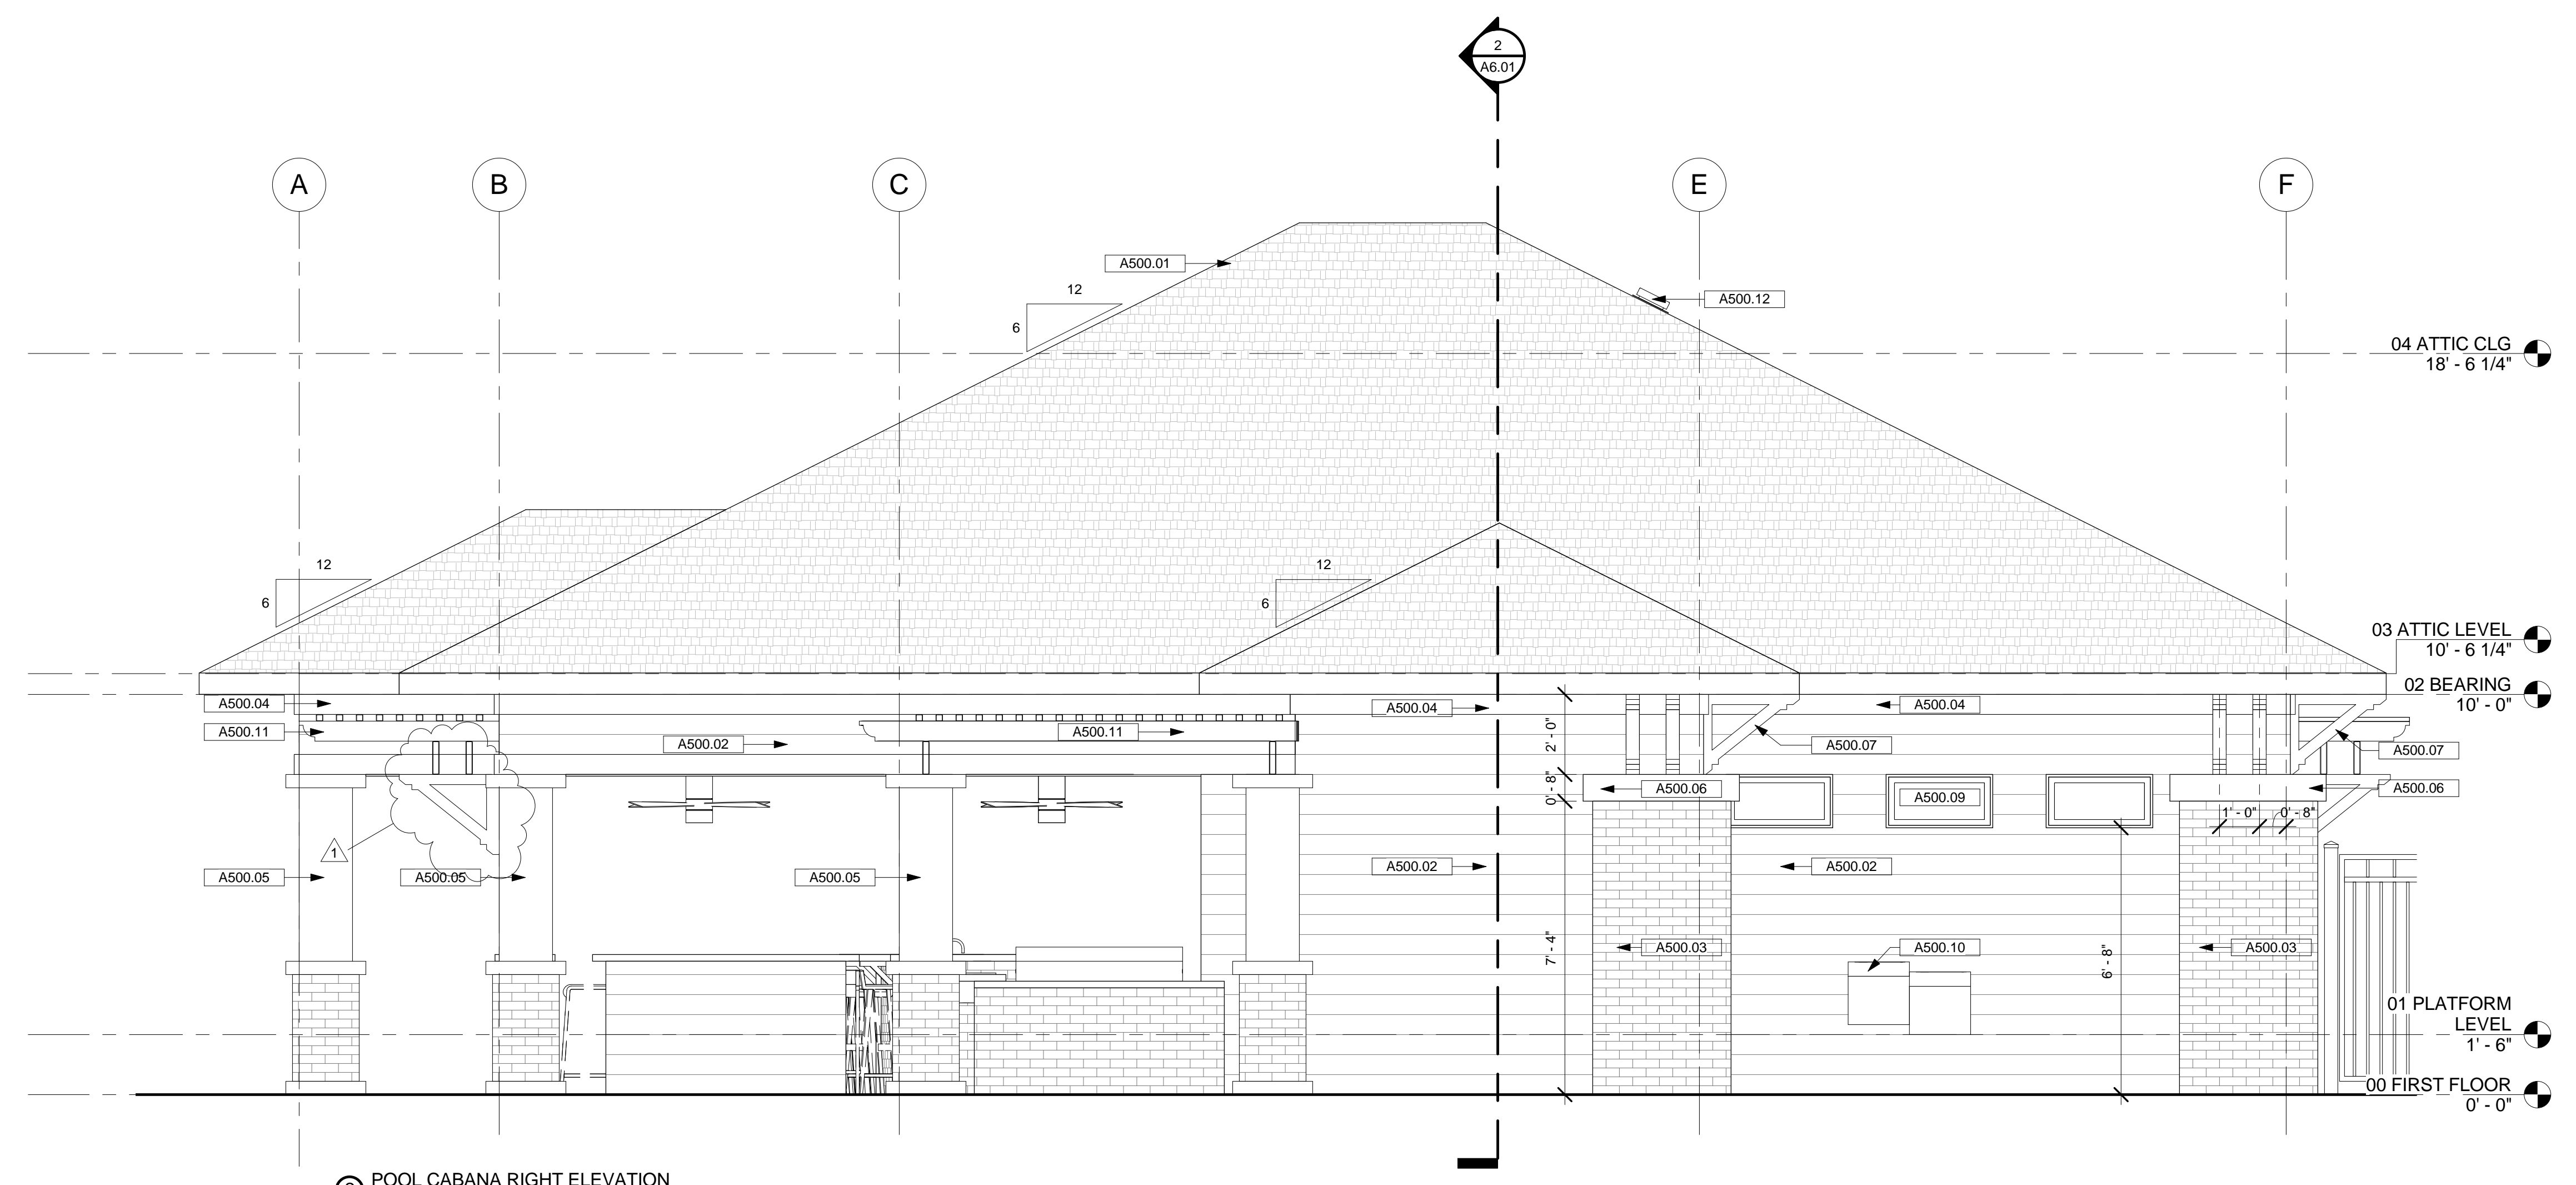 2
A6.01
A
B
C
E
F
A500.01
12
6
A500.12
04 ATTIC CLG
18' - 6 1/4"
12
6
12
6
03 ATTIC LEVEL
10' - 6 1/4"
02 BEARING
10' - 0"
A500.04
A500.04
A500.04
A500.11
A500.11
A500.02
2' - 0"
A500.07
A500.07
0' - 8"
A500.06
A500.09
A500.06
1' - 0"
0' - 8"
1
A500.05
A500.05
A500.05
A500.02
A500.02
7' - 4"
A500.03
A500.10
6' - 8"
A500.03
01 PLATFORM
LEVEL
1' - 6"
00 FIRST FLOOR
0' - 0"
POOL CABANA RIGHT ELEVATION